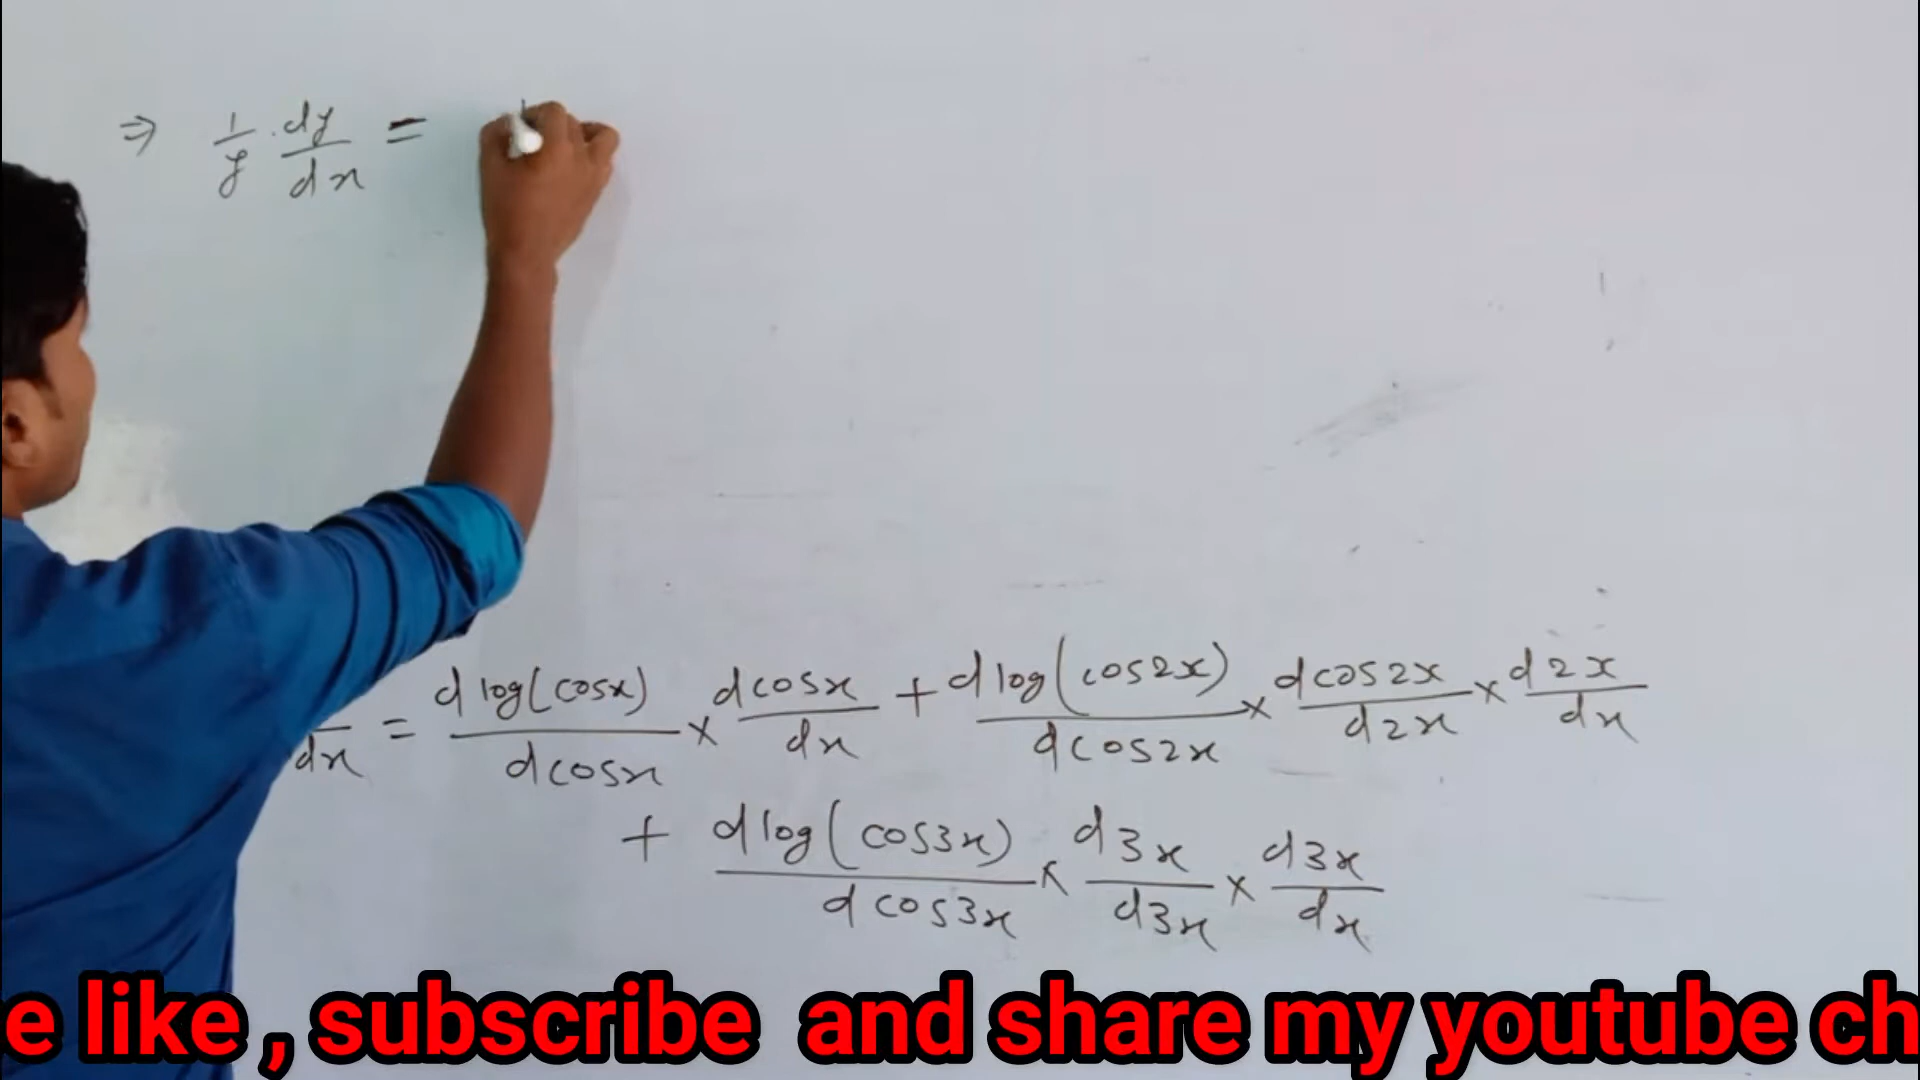 ⇒ 1/y · dy/dx =
dx = d log(cosx)/dcosx × dcosx/dx + d log(cos2x)/dcos2x × dcos2x/d2x × d2x/dx
+ d log(cos3x)/dcos3x × d3x/d3x × d3x/dx
e like , subscribe and share my youtube ch